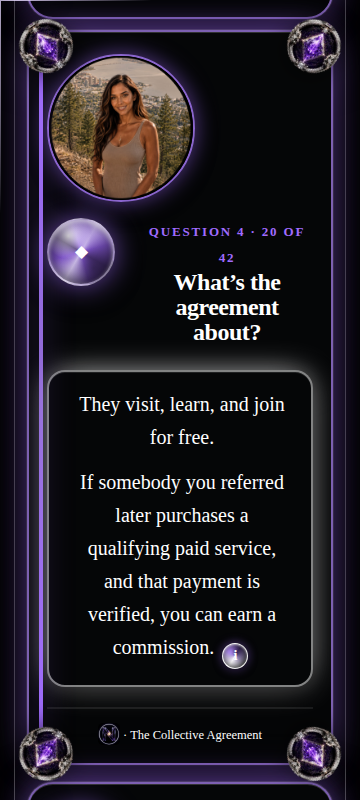 QUESTION 4 · 20 OF
42
What’s the
agreement
about?
They visit, learn, and join
for free.
If somebody you referred
later purchases a
qualifying paid service,
and that payment is
verified, you can earn a
commission. i
· The Collective Agreement